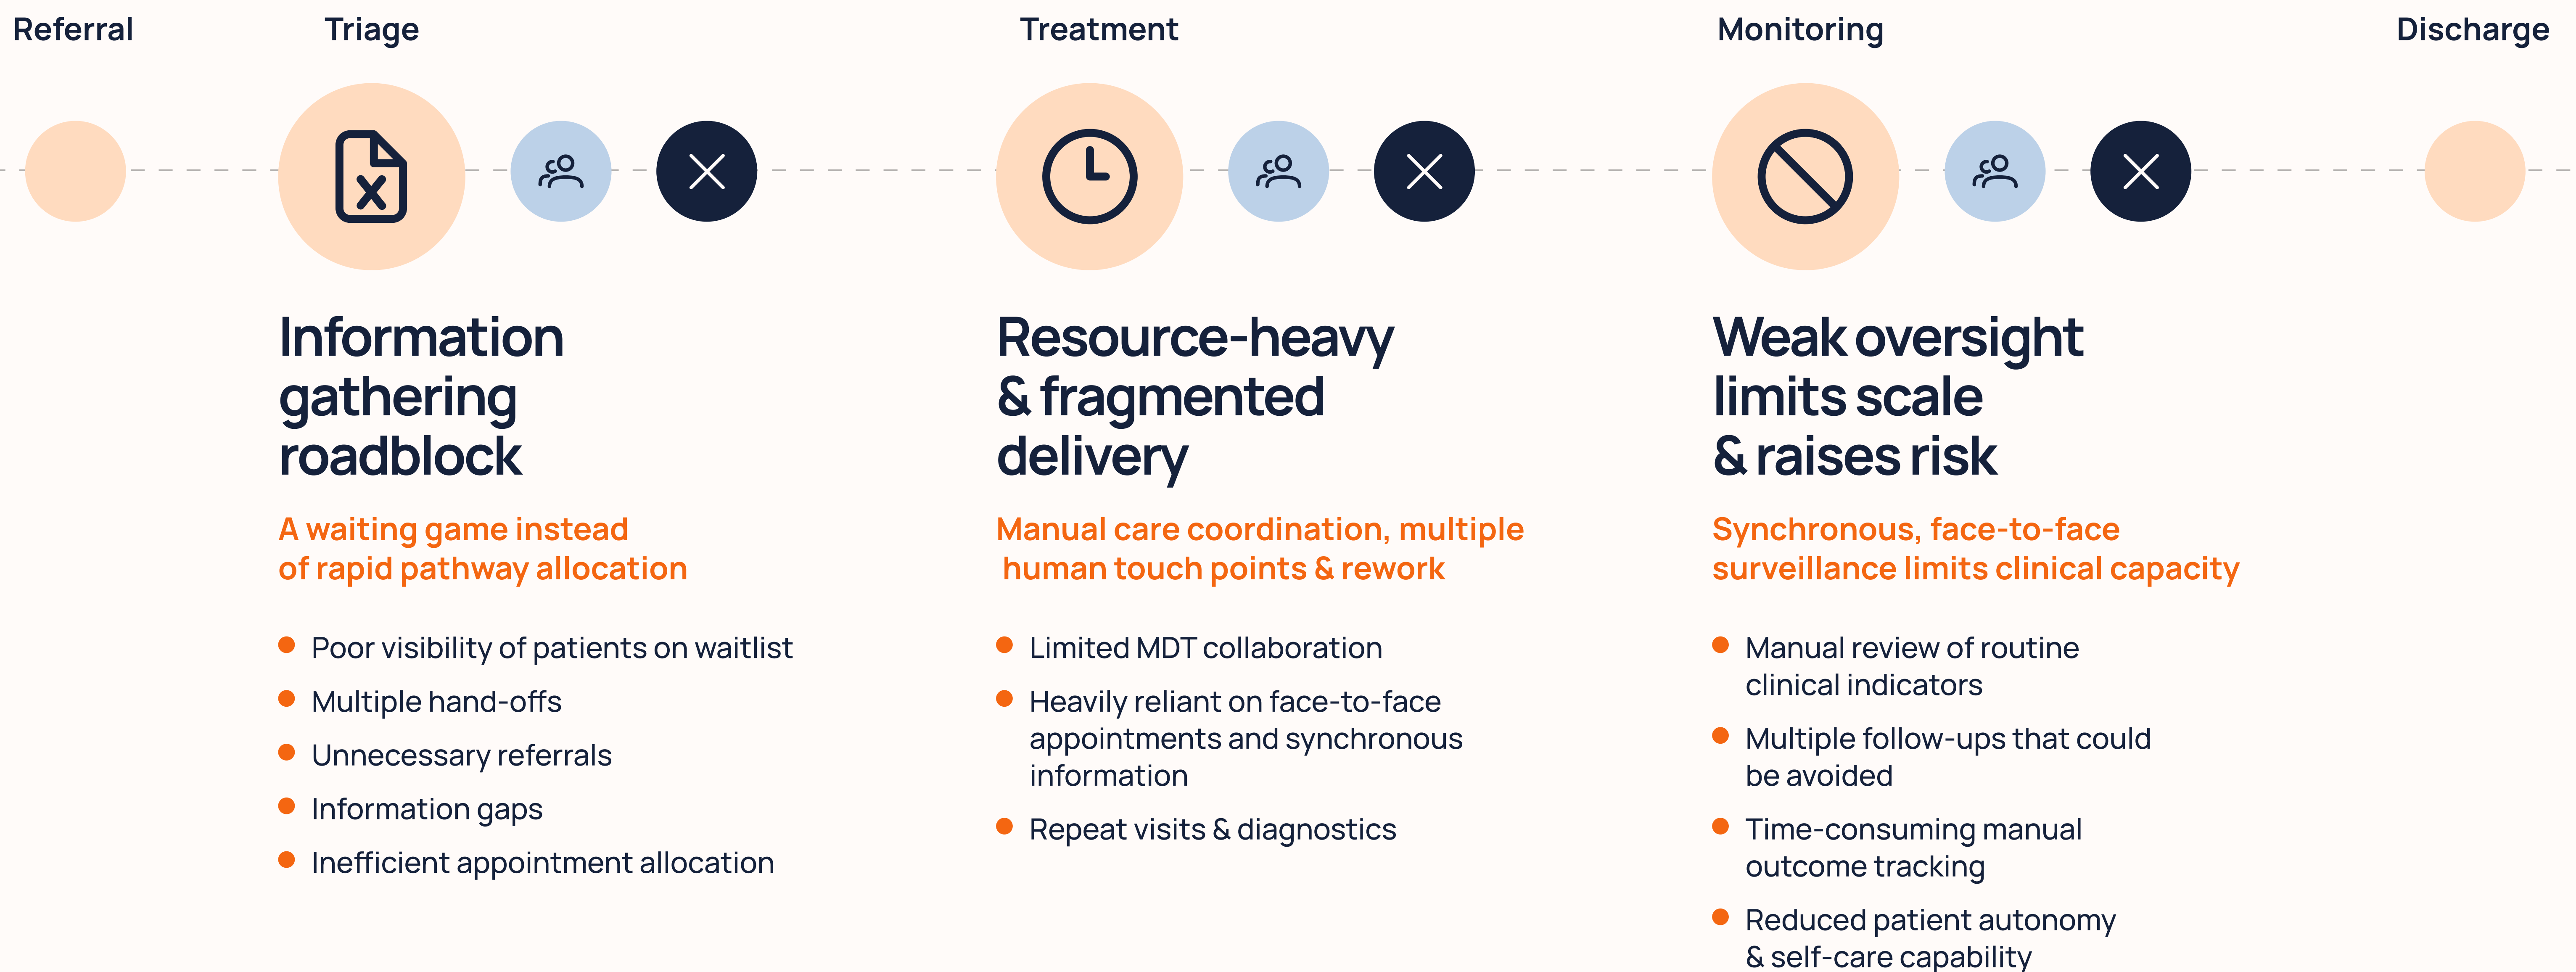 Referral
Triage
Treatment
Monitoring
Discharge
Information
gathering
roadblock
A waiting game instead
of rapid pathway allocation
Poor visibility of patients on waitlist
Multiple hand-offs
Unnecessary referrals
Information gaps
Inefficient appointment allocation
Resource-heavy
& fragmented
delivery
Manual care coordination, multiple
human touch points & rework
Limited MDT collaboration
Heavily reliant on face-to-face
appointments and synchronous
information
Repeat visits & diagnostics
Weak oversight
limits scale
& raises risk
Synchronous, face-to-face
surveillance limits clinical capacity
Manual review of routine
clinical indicators
Multiple follow-ups that could
be avoided
Time-consuming manual
outcome tracking
Reduced patient autonomy
& self-care capability